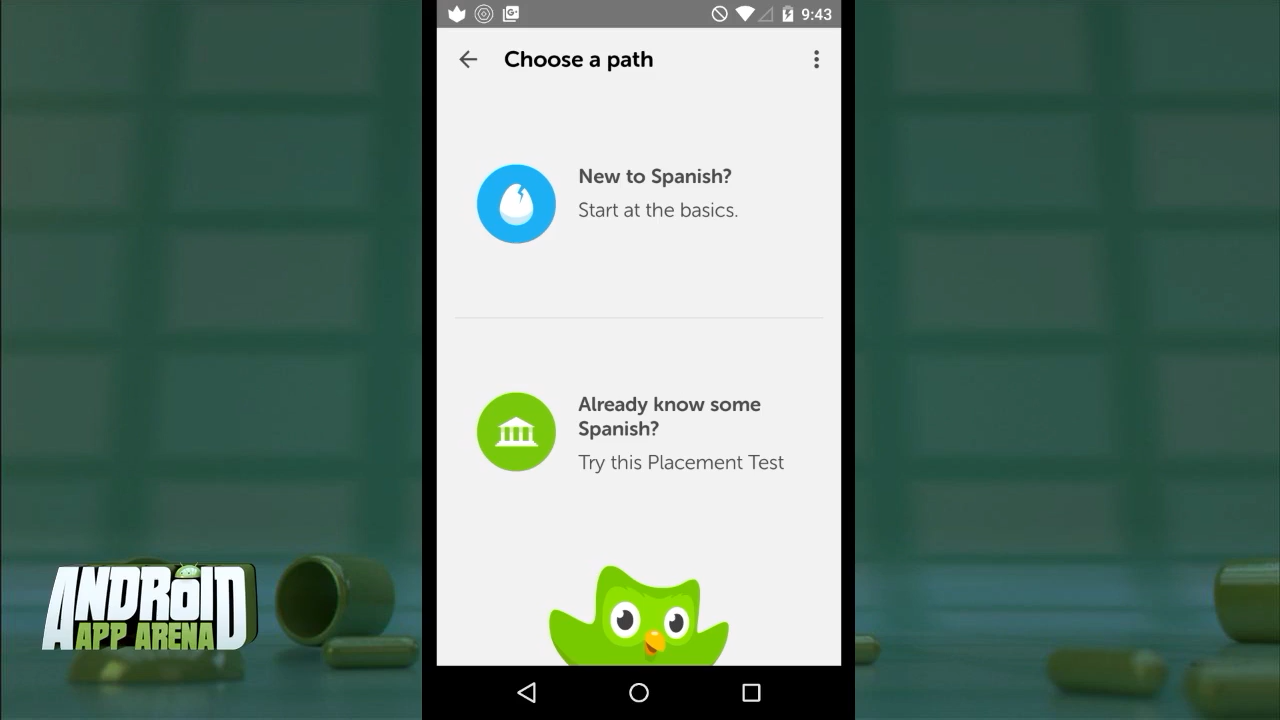 9:43
Choose a path
New to Spanish?
Start at the basics.
Already know some
Spanish?
Try this Placement Test
ANDROID
APP ARENA